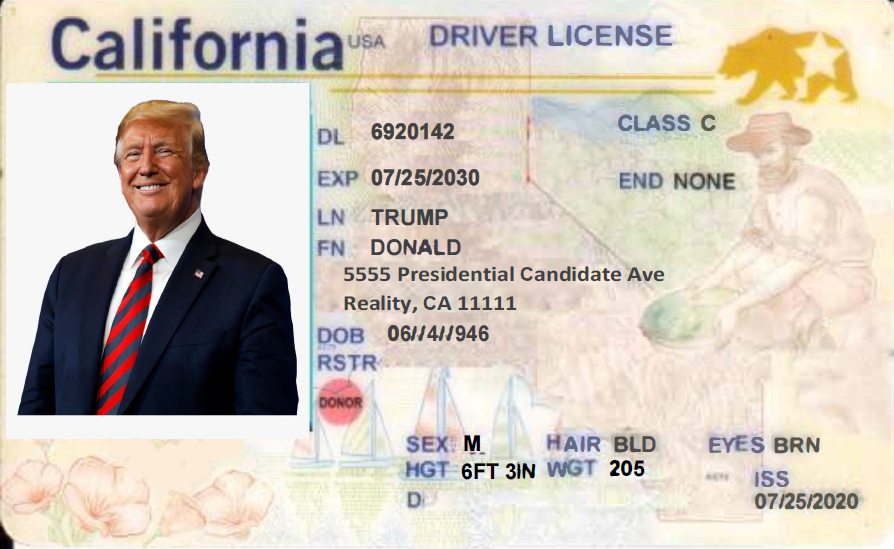 California USA DRIVER LICENSE
CLASS C
DL 6920142
EXP 07/25/2030
END NONE
LN TRUMP
FN DONALD
5555 Presidential Candidate Ave
Reality, CA 11111
DOB 06//4//946
RSTR
DONOR
SEX M HAIR BLD EYES BRN
HGT 6FT 3IN WGT 205
ISS
D 07/25/2020